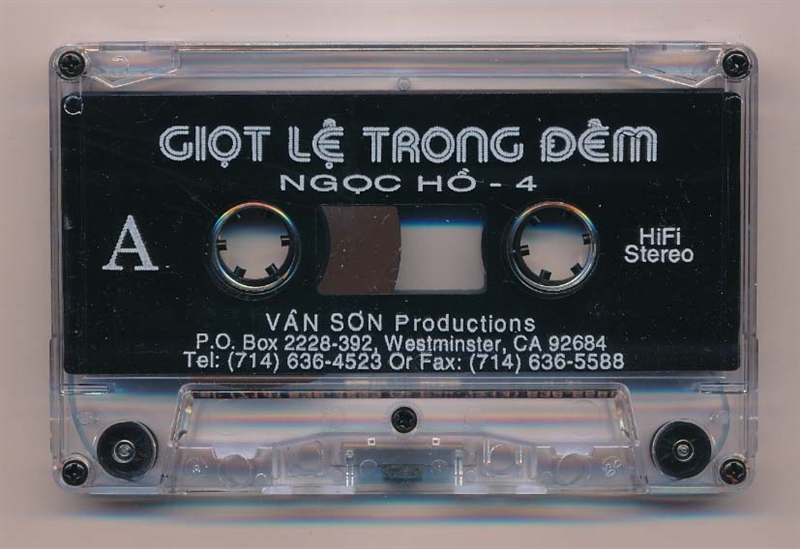 GIỌT LỆ TRONG ĐÊM
NGỌC HỒ - 4
A
HiFi
Stereo
VÂN SƠN Productions
P.O. Box 2228-392, Westminster, CA 92684
Tel: (714) 636-4523 Or Fax: (714) 636-5588